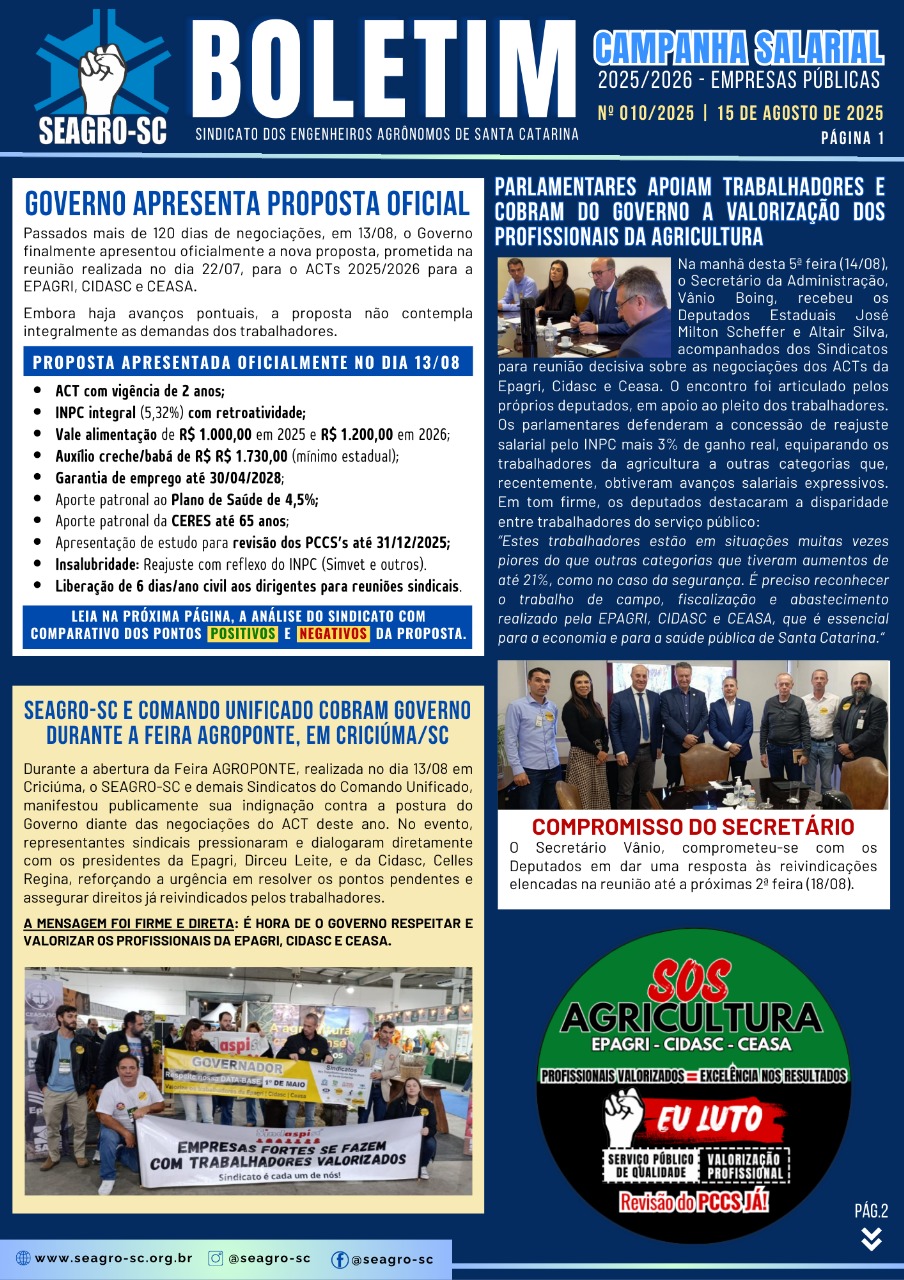 SEAGRO-SC
BOLETIM
SINDICATO DOS ENGENHEIROS AGRÔNOMOS DE SANTA CATARINA
CAMPANHA SALARIAL
2025/2026 - EMPRESAS PÚBLICAS
Nº 010/2025 | 15 DE AGOSTO DE 2025
PÁGINA 1
GOVERNO APRESENTA PROPOSTA OFICIAL
Passados mais de 120 dias de negociações, em 13/08, o Governo
finalmente apresentou oficialmente a nova proposta, prometida na
reunião realizada no dia 22/07, para o ACTs 2025/2026 para a
EPAGRI, CIDASC e CEASA.
Embora haja avanços pontuais, a proposta não contempla
integralmente as demandas dos trabalhadores.
PROPOSTA APRESENTADA OFICIALMENTE NO DIA 13/08
• ACT com vigência de 2 anos;
• INPC integral (5,32%) com retroatividade;
• Vale alimentação de R$ 1.000,00 em 2025 e R$ 1.200,00 em 2026;
• Auxílio creche/babá de R$ R$ 1.730,00 (mínimo estadual);
• Garantia de emprego até 30/04/2028;
• Aporte patronal ao Plano de Saúde de 4,5%;
• Aporte patronal da CERES até 65 anos;
• Apresentação de estudo para revisão dos PCCS's até 31/12/2025;
• Insalubridade: Reajuste com reflexo do INPC (Simvet e outros).
• Liberação de 6 dias/ano civil aos dirigentes para reuniões sindicais.
LEIA NA PRÓXIMA PÁGINA, A ANÁLISE DO SINDICATO COM
COMPARATIVO DOS PONTOS POSITIVOS E NEGATIVOS DA PROPOSTA.
SEAGRO-SC E COMANDO UNIFICADO COBRAM GOVERNO
DURANTE A FEIRA AGROPONTE, EM CRICIÚMA/SC
Durante a abertura da Feira AGROPONTE, realizada no dia 13/08 em
Criciúma, o SEAGRO-SC e demais Sindicatos do Comando Unificado,
manifestou publicamente sua indignação contra a postura do
Governo diante das negociações do ACT deste ano. No evento,
representantes sindicais pressionaram e dialogaram diretamente
com os presidentes da Epagri, Dirceu Leite, e da Cidasc, Celles
Regina, reforçando a urgência em resolver os pontos pendentes e
assegurar direitos já reivindicados pelos trabalhadores.
A MENSAGEM FOI FIRME E DIRETA: É HORA DE O GOVERNO RESPEITAR E
VALORIZAR OS PROFISSIONAIS DA EPAGRI, CIDASC E CEASA.
CEASA/SC
aspi
GOVERNADOR
Respeite nossa DATA-BASE 1º DE MAIO
Sindicatos
aspi
EMPRESAS FORTES SE FAZEM
COM TRABALHADORES VALORIZADOS
Sindicato é cada um de nós!
PARLAMENTARES APOIAM TRABALHADORES E
COBRAM DO GOVERNO A VALORIZAÇÃO DOS
PROFISSIONAIS DA AGRICULTURA
Na manhã desta 5ª feira (14/08),
o Secretário da Administração,
Vânio Boing, recebeu os
Deputados Estaduais José
Milton Scheffer e Altair Silva,
acompanhados dos Sindicatos
para reunião decisiva sobre as negociações dos ACTs da
Epagri, Cidasc e Ceasa. O encontro foi articulado pelos
próprios deputados, em apoio ao pleito dos trabalhadores.
Os parlamentares defenderam a concessão de reajuste
salarial pelo INPC mais 3% de ganho real, equiparando os
trabalhadores da agricultura a outras categorias que,
recentemente, obtiveram avanços salariais expressivos.
Em tom firme, os deputados destacaram a disparidade
entre trabalhadores do serviço público:
“Estes trabalhadores estão em situações muitas vezes
piores do que outras categorias que tiveram aumentos de
até 21%, como no caso da segurança. É preciso reconhecer
o trabalho de campo, fiscalização e abastecimento
realizado pela EPAGRI, CIDASC e CEASA, que é essencial
para a economia e para a saúde pública de Santa Catarina.”
COMPROMISSO DO SECRETÁRIO
O Secretário Vânio, comprometeu-se com os
Deputados em dar uma resposta às reivindicações
elencadas na reunião até a próximas 2ª feira (18/08).
SOS
AGRICULTURA
EPAGRI - CIDASC - CEASA
PROFISSIONAIS VALORIZADOS = EXCELÊNCIA NOS RESULTADOS
EU LUTO
SERVIÇO PÚBLICO DE QUALIDADE
VALORIZAÇÃO PROFISSIONAL
Revisão do PCCS JÁ!
PÁG.2
www.seagro-sc.org.br @seagro-sc @seagro-sc